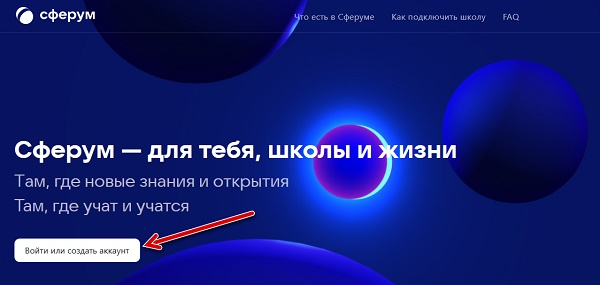 сферум
Что есть в Сферуме Как подключить школу FAQ
Сферум — для тебя, школы и жизни
Там, где новые знания и открытия
Там, где учат и учатся
Войти или создать аккаунт